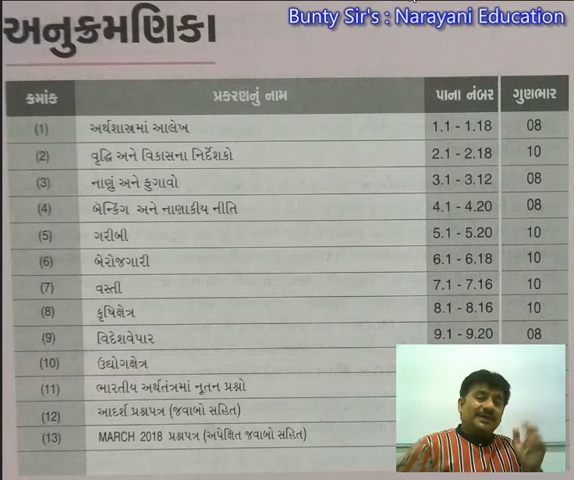 Bunty Sir's : Narayani Education
અનુક્રમણિકા
ક્રમાંક પ્રકરણનું નામ પાના નંબર ગુણભાર
(1) અર્થશાસ્ત્રમાં આલેખ 1.1 - 1.18 08
(2) વૃદ્ધિ અને વિકાસના નિર્દેશકો 2.1 - 2.18 10
(3) નાણું અને ફુગાવો 3.1 - 3.12 08
(4) બેન્કિંગ અને નાણાકીય નીતિ 4.1 - 4.20 08
(5) ગરીબી 5.1 - 5.20 10
(6) બેરોજગારી 6.1 - 6.18 10
(7) વસ્તી 7.1 - 7.16 10
(8) કૃષિક્ષેત્ર 8.1 - 8.16 10
(9) વિદેશવેપાર 9.1 - 9.20 08
(10) ઉદ્યોગક્ષેત્ર
(11) ભારતીય અર્થતંત્રમાં નૂતન પ્રશ્નો
(12) આદર્શ પ્રશ્નપત્ર (જવાબો સહિત)
(13) MARCH 2018 પ્રશ્નપત્ર (અપેક્ષિત જવાબો સહિત)